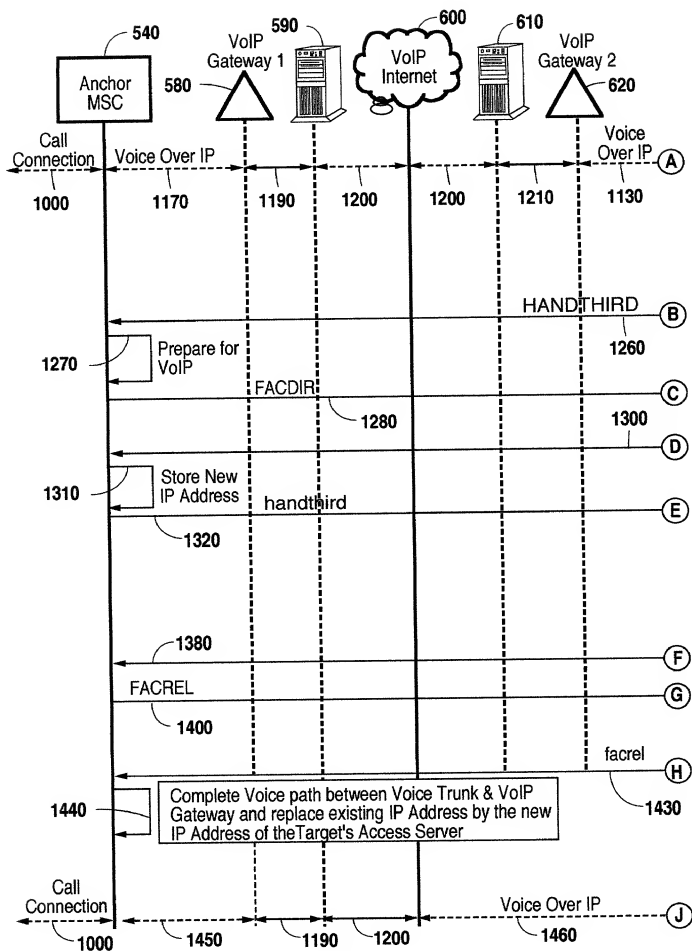 540
590
600
610
VoIP
Gateway 1
VoIP
Internet
VoIP
Gateway 2
Anchor
MSC
580
620
Call
Connection
Voice Over IP
Voice
Over IP
A
1000
1170
1190
1200
1200
1210
1130
HANDTHIRD
B
1260
1270
Prepare for
VoIP
FACDIR
C
1280
1300
D
1310
Store New
IP Address
handthird
E
1320
1380
F
FACREL
G
1400
facrel
H
1430
1440
Complete Voice path between Voice Trunk & VoIP
Gateway and replace existing IP Address by the new
IP Address of theTarget's Access Server
Call
Connection
Voice Over IP
J
1000
1450
1190
1200
1460